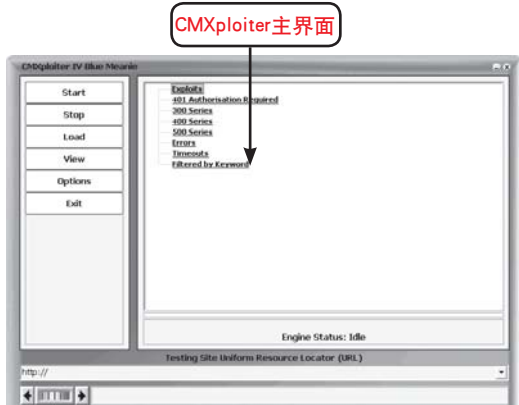 CMXploiter主界面
CMXploiter IV Blue Meanie
Start
Stop
Load
View
Options
Exit
Exploits
401 Authorisation Required
300 Series
400 Series
500 Series
Errors
Timeouts
Filtered by Keyword
Engine Status: Idle
Testing Site Uniform Resource Locator (URL)
http://